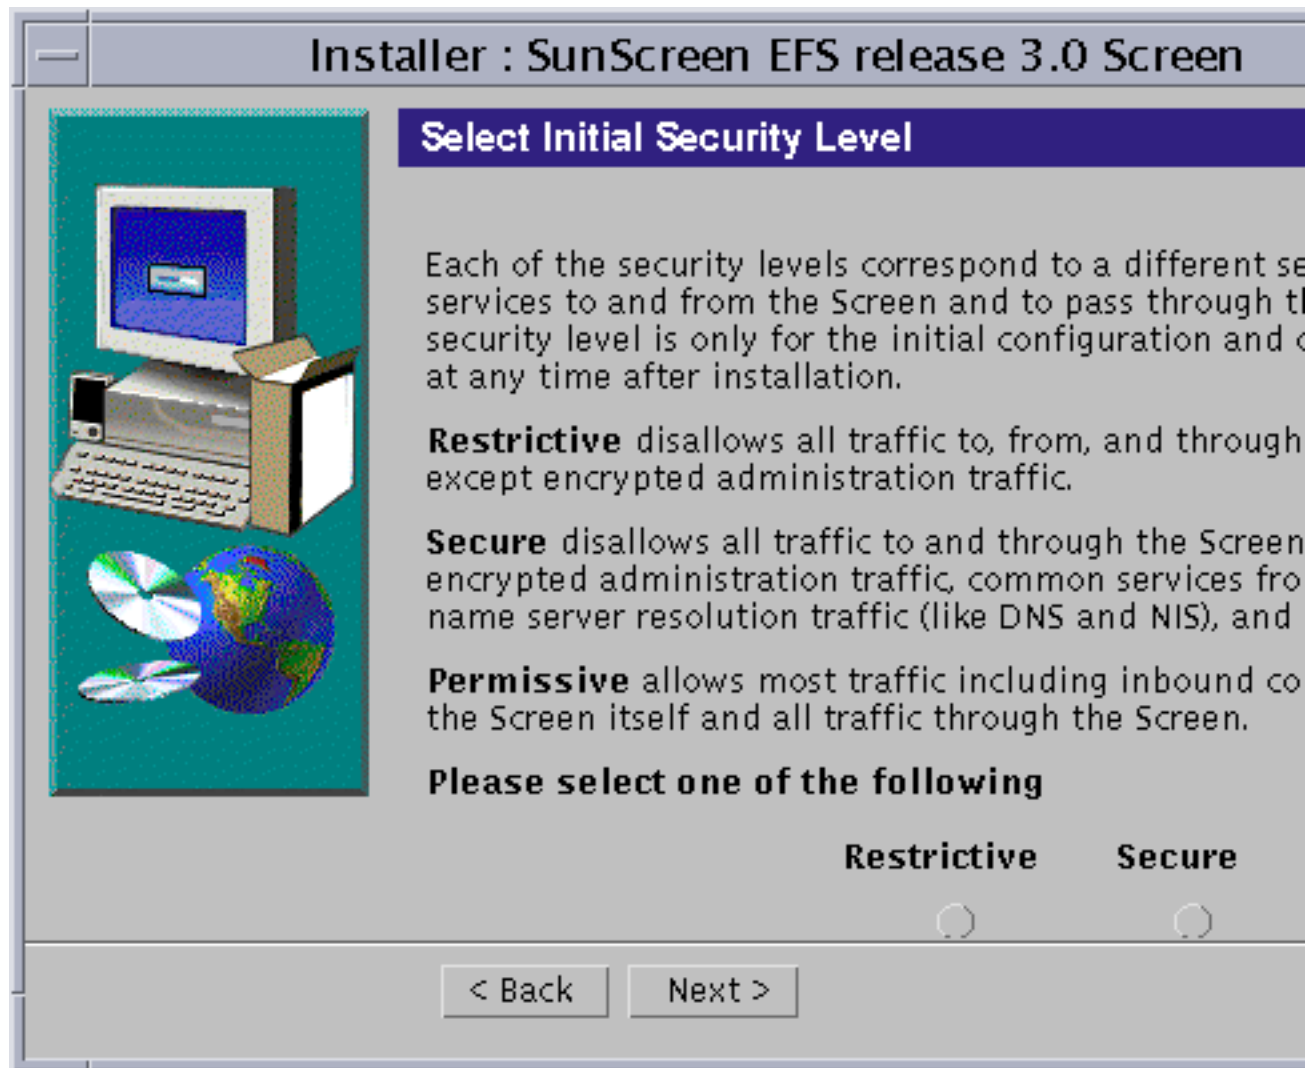 Installer : SunScreen EFS release 3.0 Screen
Select Initial Security Level
Each of the security levels correspond to a different se
services to and from the Screen and to pass through th
security level is only for the initial configuration and c
at any time after installation.
Restrictive disallows all traffic to, from, and through
except encrypted administration traffic.
Secure disallows all traffic to and through the Screen
encrypted administration traffic, common services fro
name server resolution traffic (like DNS and NIS), and
Permissive allows most traffic including inbound co
the Screen itself and all traffic through the Screen.
Please select one of the following
Restrictive Secure
< Back Next >